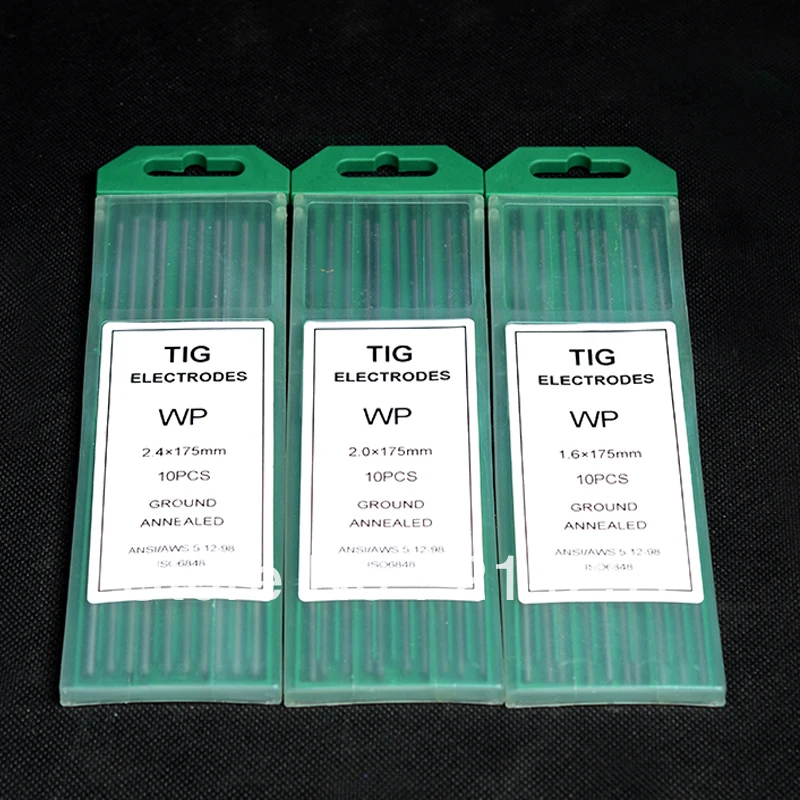 TIG
ELECTRODES
WP
2.4×175mm
10PCS
GROUND
ANNEALED
ANSI/AWS 5 12-98
ISO6848
TIG
ELECTRODES
WP
2.0×175mm
10PCS
GROUND
ANNEALED
ANSI/AWS 5 12-98
ISO6848
TIG
ELECTRODES
WP
1.6×175mm
10PCS
GROUND
ANNEALED
ANSI/AWS 5 12-98
ISO6848